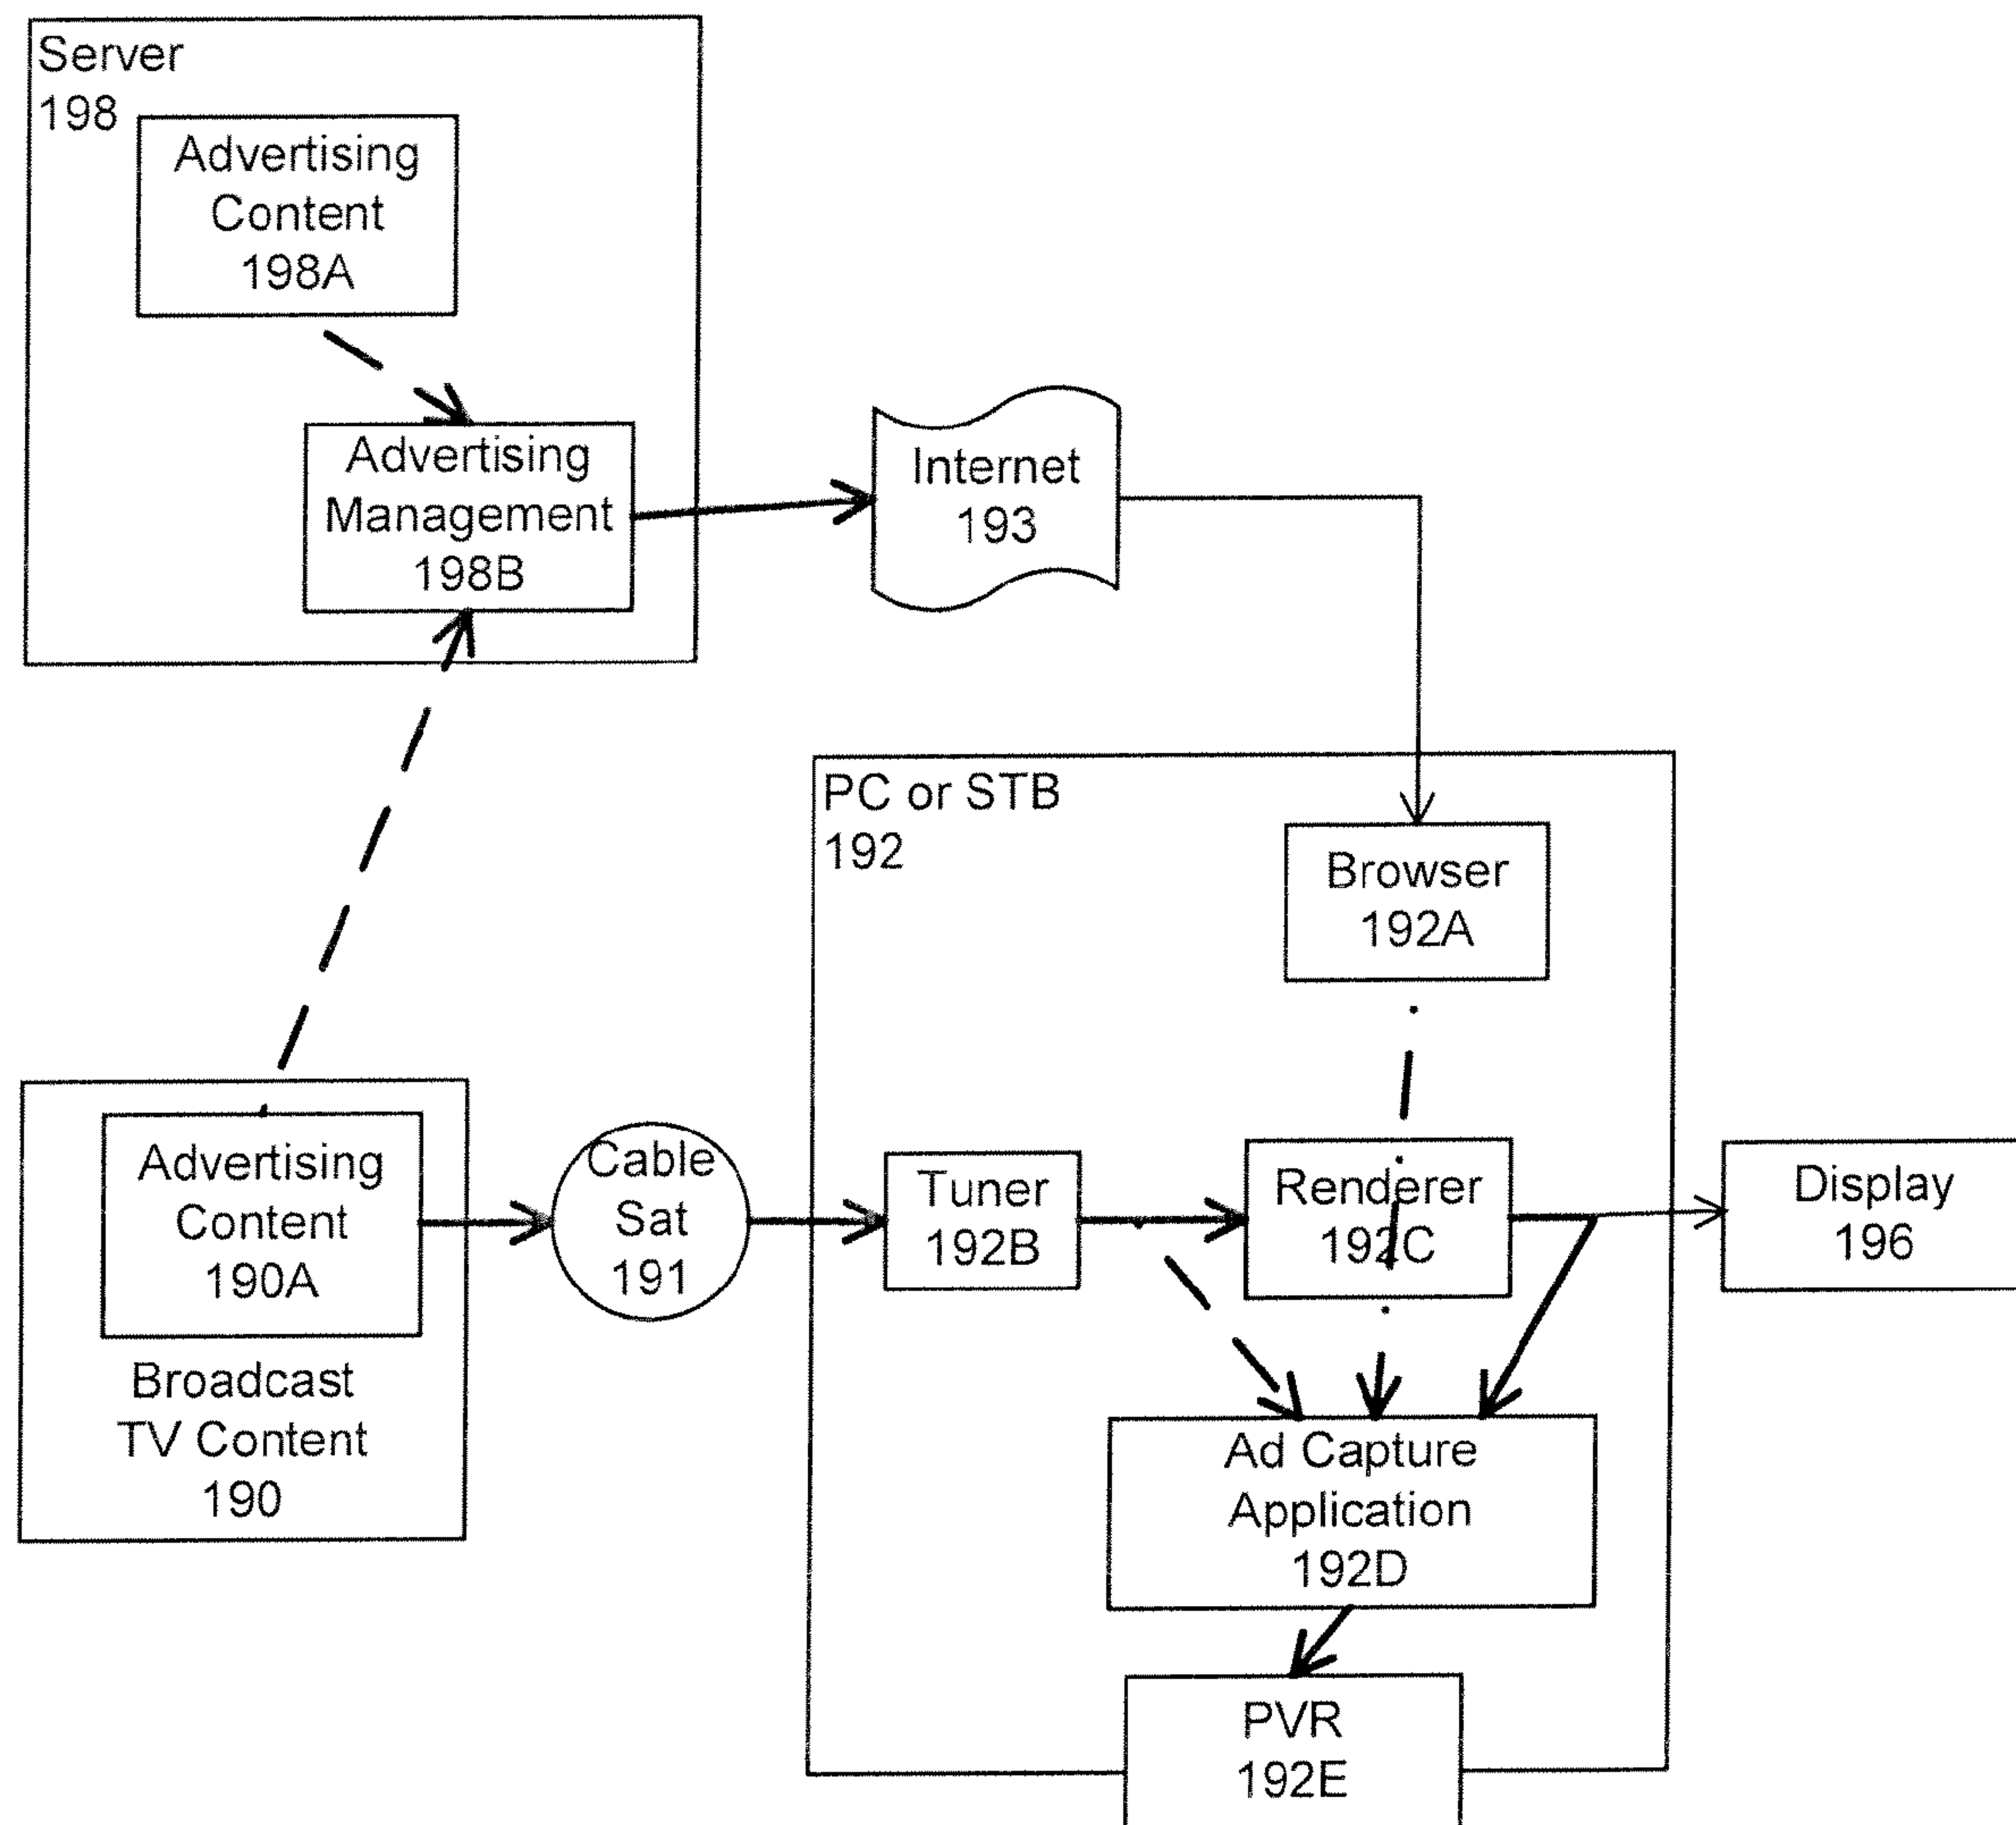 Server
198
Advertising
Content
198A
Advertising
Management
198B
Internet
193
PC or STB
192
Browser
192A
Advertising
Content
190A
Broadcast
TV Content
190
Cable
Sat
191
Tuner
192B
Renderer
192C
Display
196
Ad Capture
Application
192D
PVR
192E